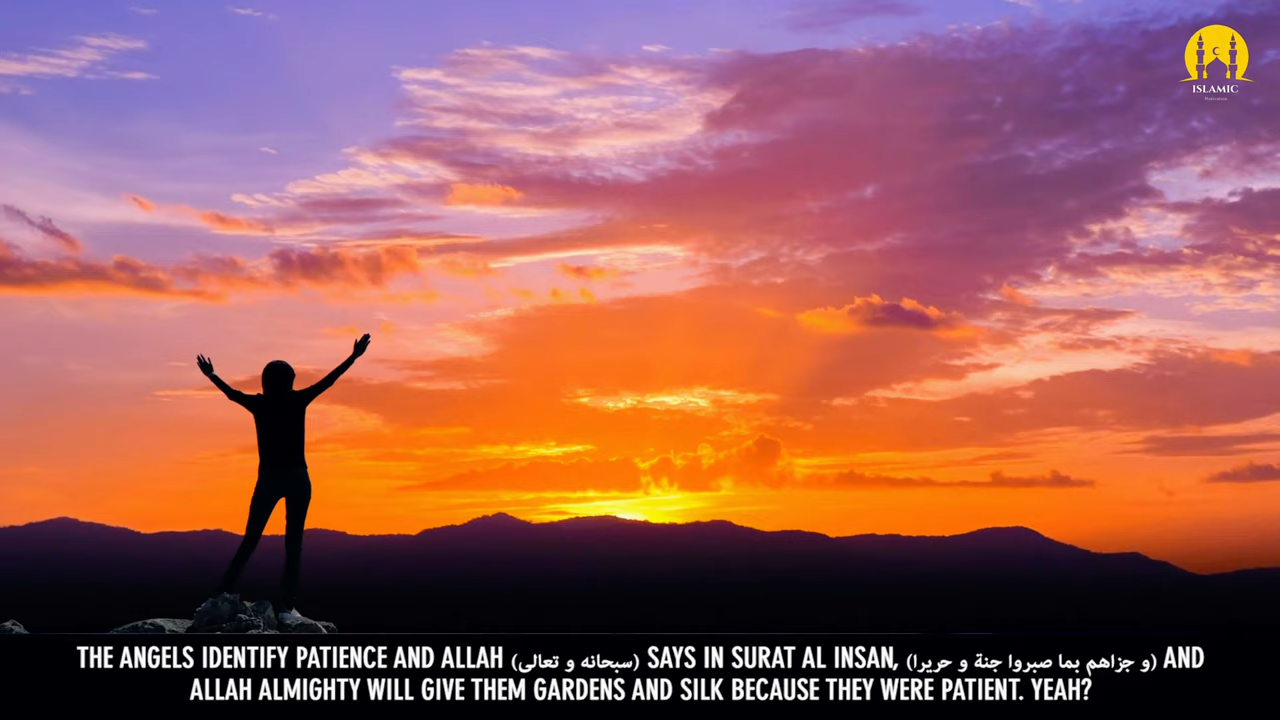 ISLAMIC
Motivation
THE ANGELS IDENTIFY PATIENCE AND ALLAH (سبحانه و تعالى) SAYS IN SURAT AL INSAN, (و جزاهم بما صبروا جنة و حريرا) AND
ALLAH ALMIGHTY WILL GIVE THEM GARDENS AND SILK BECAUSE THEY WERE PATIENT. YEAH?